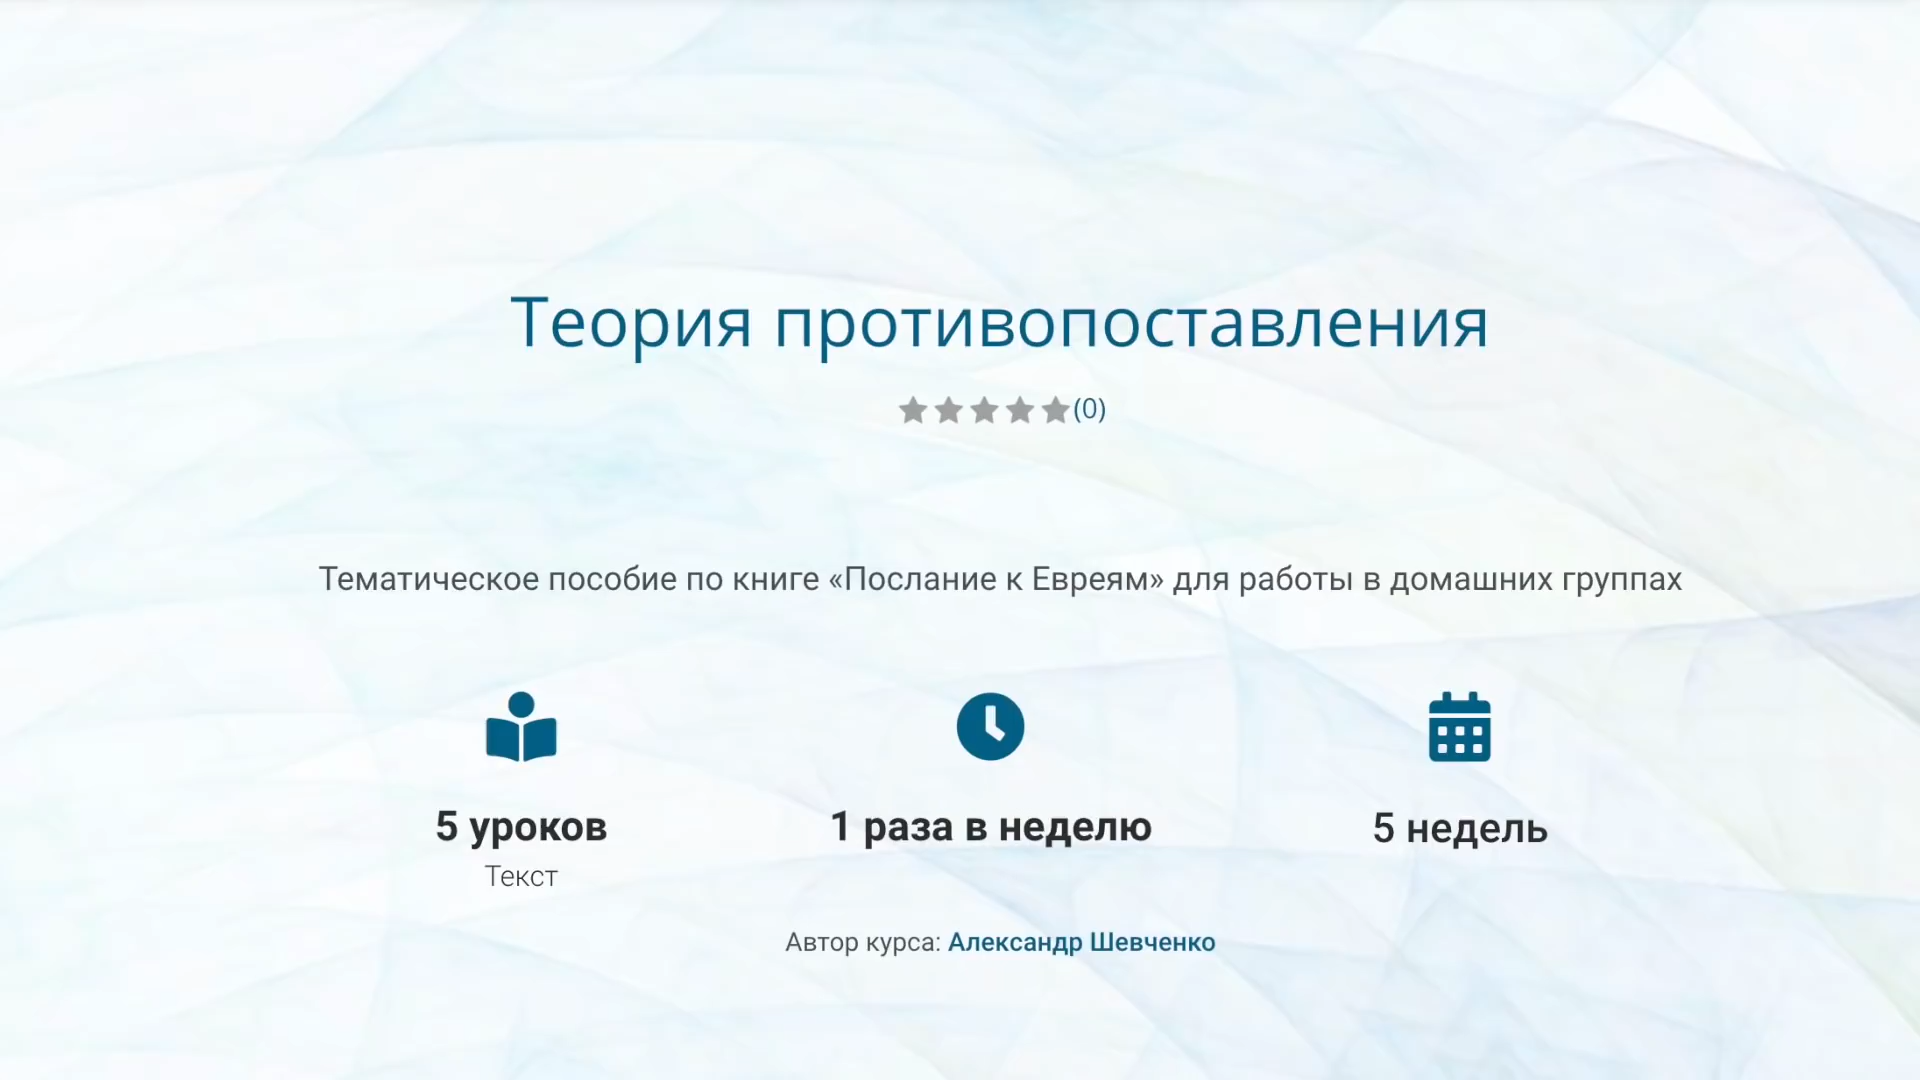 Теория противопоставления
(0)
Тематическое пособие по книге «Послание к Евреям» для работы в домашних группах
5 уроков
1 раза в неделю
5 недель
Текст
Автор курса: Александр Шевченко